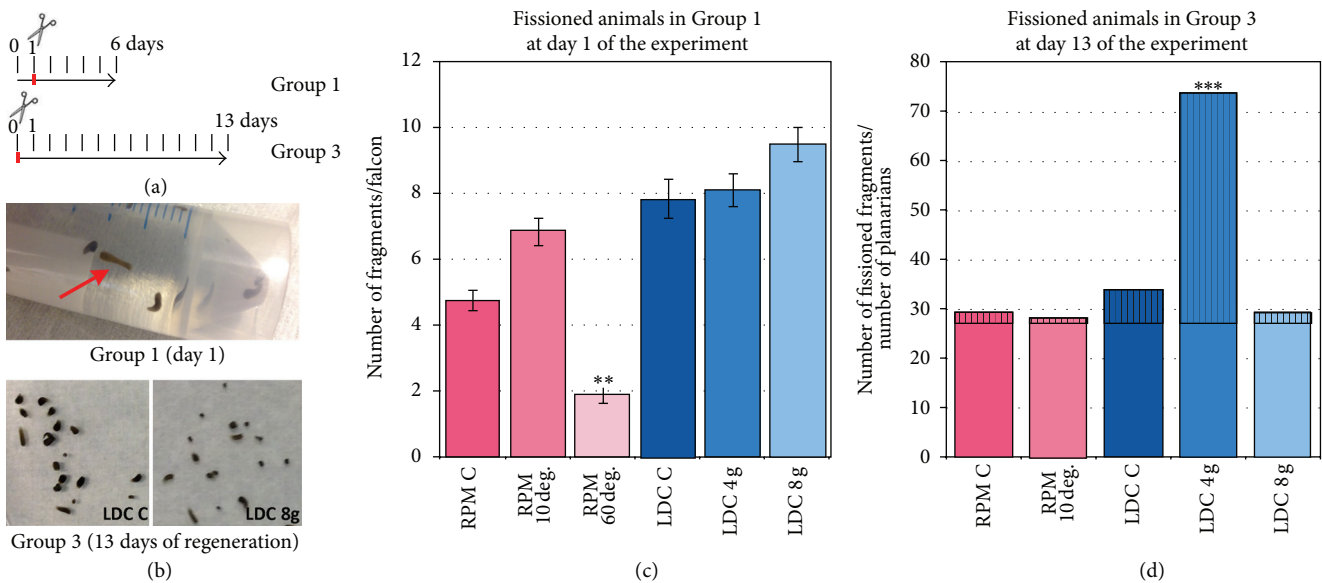 0 1 6 days
Group 1
0 1 13 days
Group 3
(a)
Group 1 (day 1)
LDC C
LDC 8g
Group 3 (13 days of regeneration)
(b)
Fissioned animals in Group 1
at day 1 of the experiment
Number of fragments/falcon
12
10
8
6
4
2
0
**
RPM C
RPM
10 deg.
RPM
60 deg.
LDC C
LDC 4 g
LDC 8 g
(c)
Fissioned animals in Group 3
at day 13 of the experiment
Number of fissioned fragments/
number of planarians
80
70
60
50
40
30
20
10
0
***
RPM C
RPM
10 deg.
LDC C
LDC 4 g
LDC 8 g
(d)